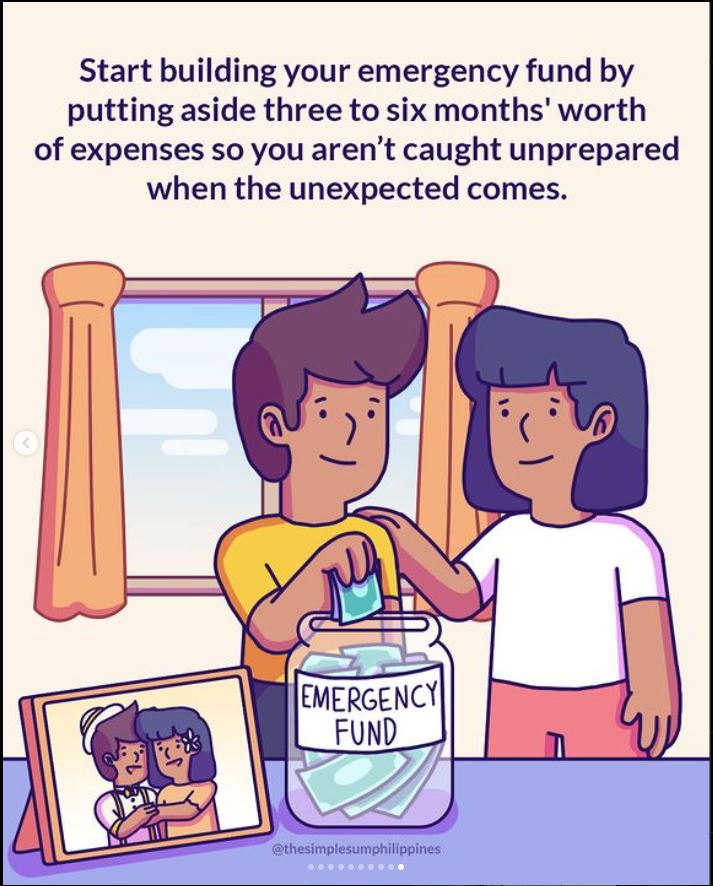 Start building your emergency fund by
putting aside three to six months' worth
of expenses so you aren’t caught unprepared
when the unexpected comes.
EMERGENCY
FUND
@thesimplesumphilippines